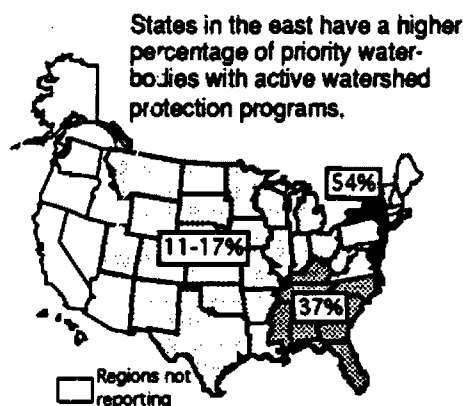 States in the east have a higher
percentage of priority water-
bodies with active watershed
protection programs.
54%
11-17%
37%
Regions not
reporting